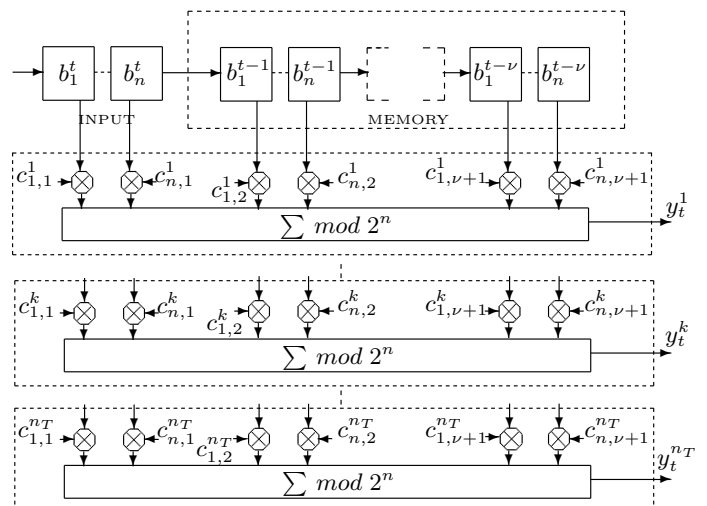 b_1^t b_n^t b_1^{t-1} b_n^{t-1} b_1^{t-ν} b_n^{t-ν}
INPUT MEMORY
c_{1,1}^1 c_{n,1}^1 c_{1,2}^1 c_{n,2}^1 c_{1,ν+1}^1 c_{n,ν+1}^1
∑ mod 2^n y_t^1
c_{1,1}^k c_{n,1}^k c_{1,2}^k c_{n,2}^k c_{1,ν+1}^k c_{n,ν+1}^k
∑ mod 2^n y_t^k
c_{1,1}^{n_T} c_{n,1}^{n_T} c_{1,2}^{n_T} c_{n,2}^{n_T} c_{1,ν+1}^{n_T} c_{n,ν+1}^{n_T}
∑ mod 2^n y_t^{n_T}